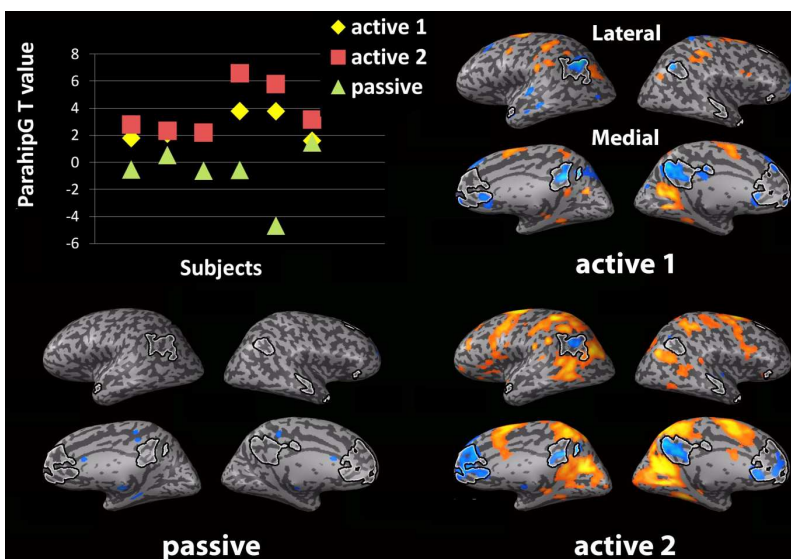 active 1
active 2
passive
8
6
4
2
0
-2
-4
-6
ParahipG T value
Subjects
Lateral
Medial
active 1
passive
active 2